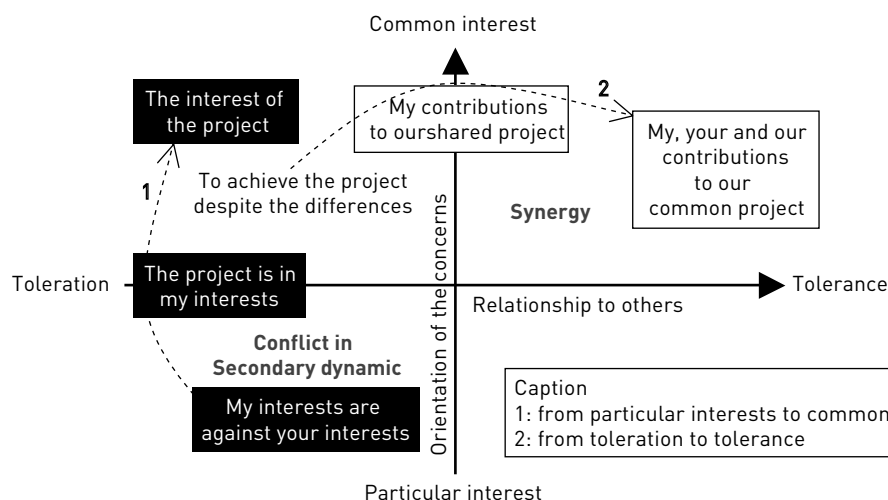 Common interest
The interest of
the project
My contributions
to ourshared project
2
My, your and our
contributions
to our
common project
1
To achieve the project
despite the differences
Synergy
Orientation of the concerns
Toleration
The project is in
my interests
Relationship to others
Tolerance
Conflict in
Secondary dynamic
My interests are
against your interests
Caption
1: from particular interests to common
2: from toleration to tolerance
Particular interest